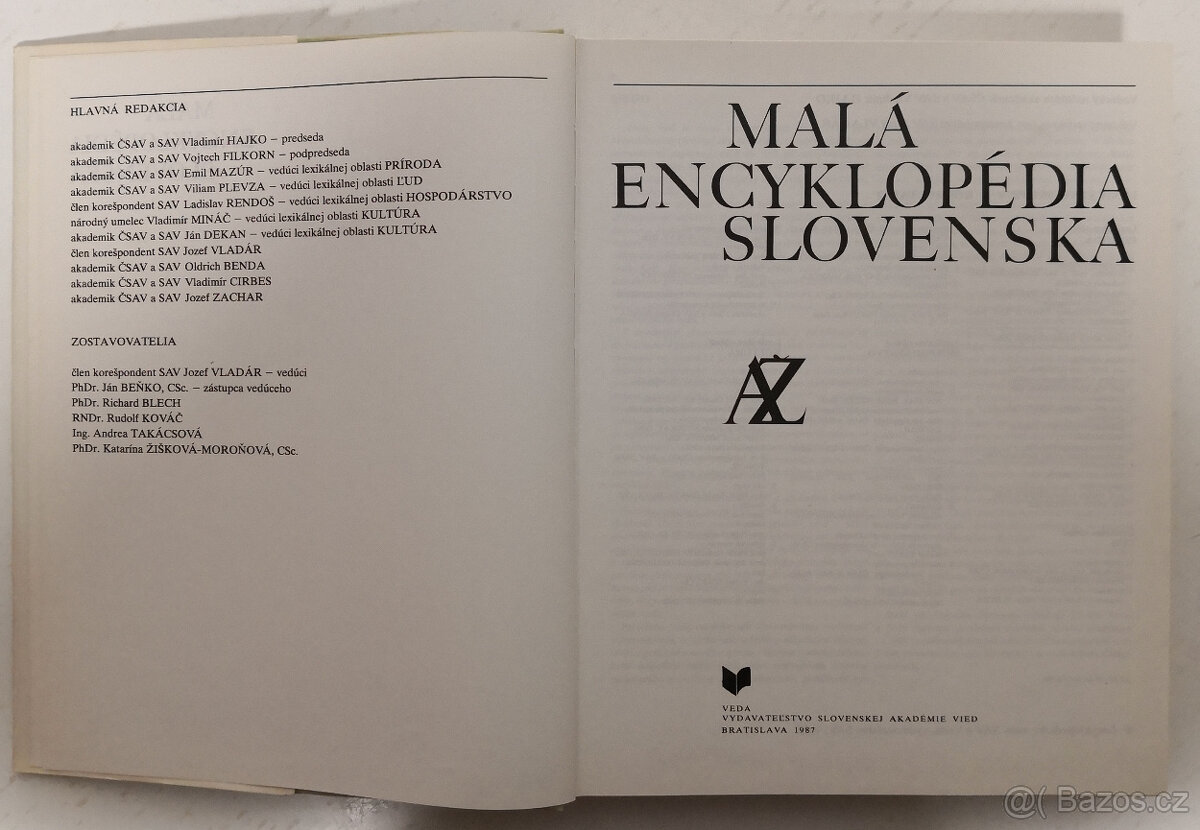 HLAVNÁ REDAKCIA
akademik ČSAV a SAV Vladimír HAJKO – predseda
akademik ČSAV a SAV Vojtech FILKORN – podpredseda
akademik ČSAV a SAV Emil MAZÚR – vedúci lexikálnej oblasti PRÍRODA
akademik ČSAV a SAV Viliam PLEVZA – vedúci lexikálnej oblasti ĽUD
člen korešpondent SAV Ladislav RENDOŠ – vedúci lexikálnej oblasti HOSPODÁRSTVO
národný umelec Vladimír MINÁČ – vedúci lexikálnej oblasti KULTÚRA
akademik ČSAV a SAV Ján DEKAN – vedúci lexikálnej oblasti KULTÚRA
člen korešpondent SAV Jozef VLADÁR
akademik ČSAV a SAV Oldrich BENDA
akademik ČSAV a SAV Vladimír CIRBES
akademik ČSAV a SAV Jozef ZACHAR
ZOSTAVOVATELIA
člen korešpondent SAV Jozef VLADÁR – vedúci
PhDr. Ján BEŇKO, CSc. – zástupca vedúceho
PhDr. Richard BLECH
RNDr. Rudolf KOVÁČ
Ing. Andrea TAKÁCSOVÁ
PhDr. Katarína ŽIŠKOVÁ-MOROŇOVÁ, CSc.
MALÁ
ENCYKLOPÉDIA
SLOVENSKA
AŽ
VEDA
VYDAVATEĽSTVO SLOVENSKEJ AKADÉMIE VIED
BRATISLAVA 1987
@( Bazos.cz